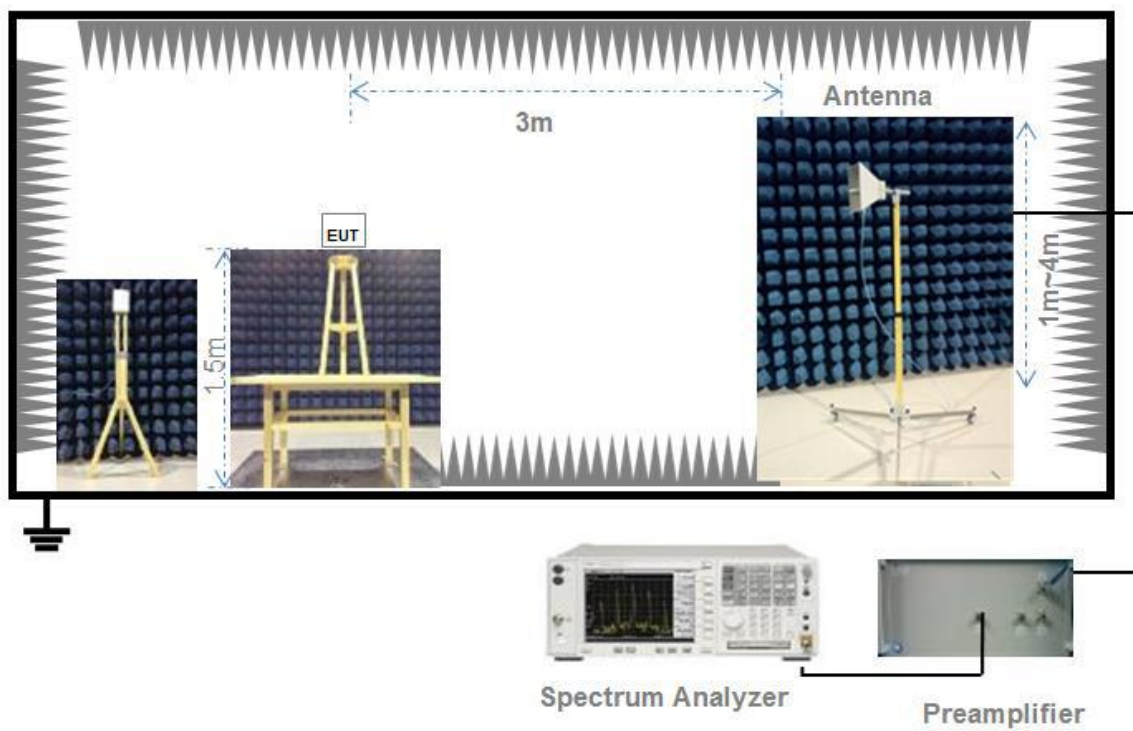 Antenna
3m
EUT
1.5m
1m~4m
Spectrum Analyzer
Preamplifier